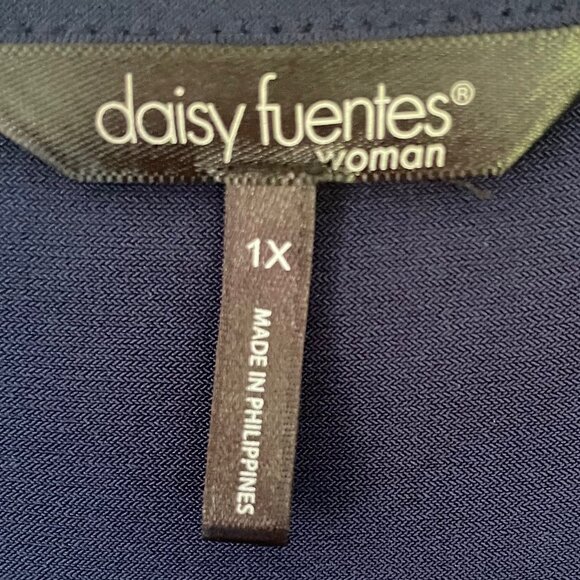 daisy fuentes®
woman
1X
MADE IN PHILIPPINES